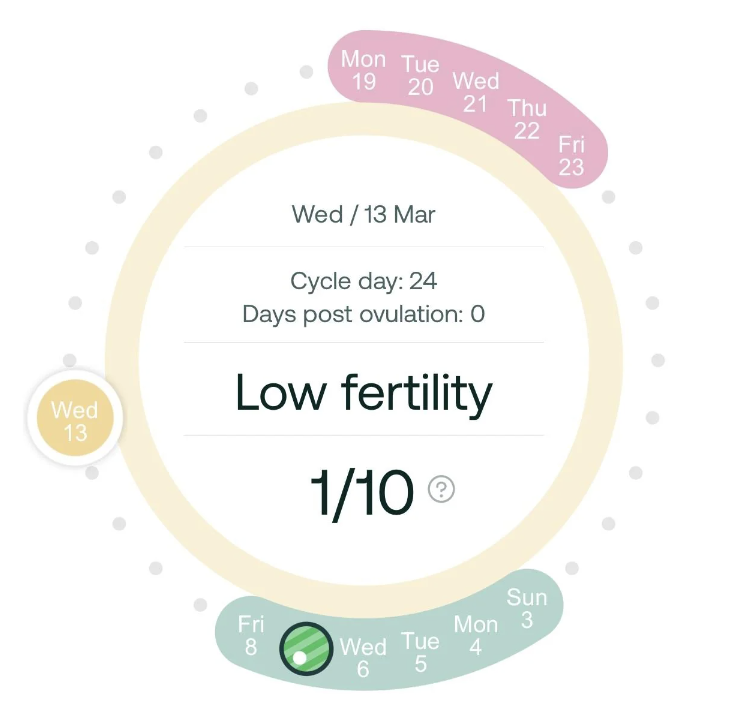 Mon
19
Tue
20
Wed
21
Thu
22
Fri
23
Wed / 13 Mar
Cycle day: 24
Days post ovulation: 0
Low fertility
1/10
?
Wed
13
Fri
8
Wed
6
Tue
5
Mon
4
Sun
3